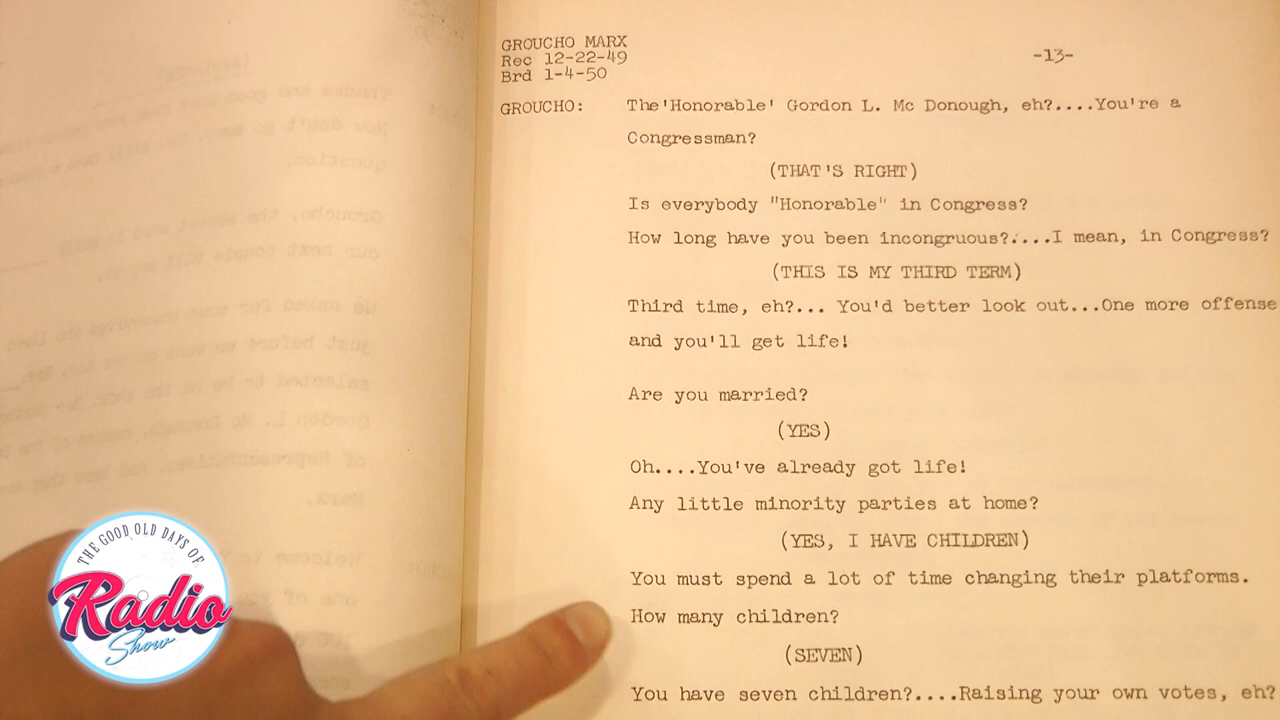 GROUCHO MARX
Rec 12-22-49
Brd 1-4-50
-13-
GROUCHO: The'Honorable' Gordon L. Mc Donough, eh?....You're a
Congressman?
(THAT'S RIGHT)
Is everybody "Honorable" in Congress?
How long have you been incongruous?....I mean, in Congress?
(THIS IS MY THIRD TERM)
Third time, eh?... You'd better look out...One more offense
and you'll get life!
Are you married?
(YES)
Oh....You've already got life!
Any little minority parties at home?
(YES, I HAVE CHILDREN)
You must spend a lot of time changing their platforms.
How many children?
(SEVEN)
You have seven children?....Raising your own votes, eh?
THE GOOD OLD DAYS OF
Radio
Show